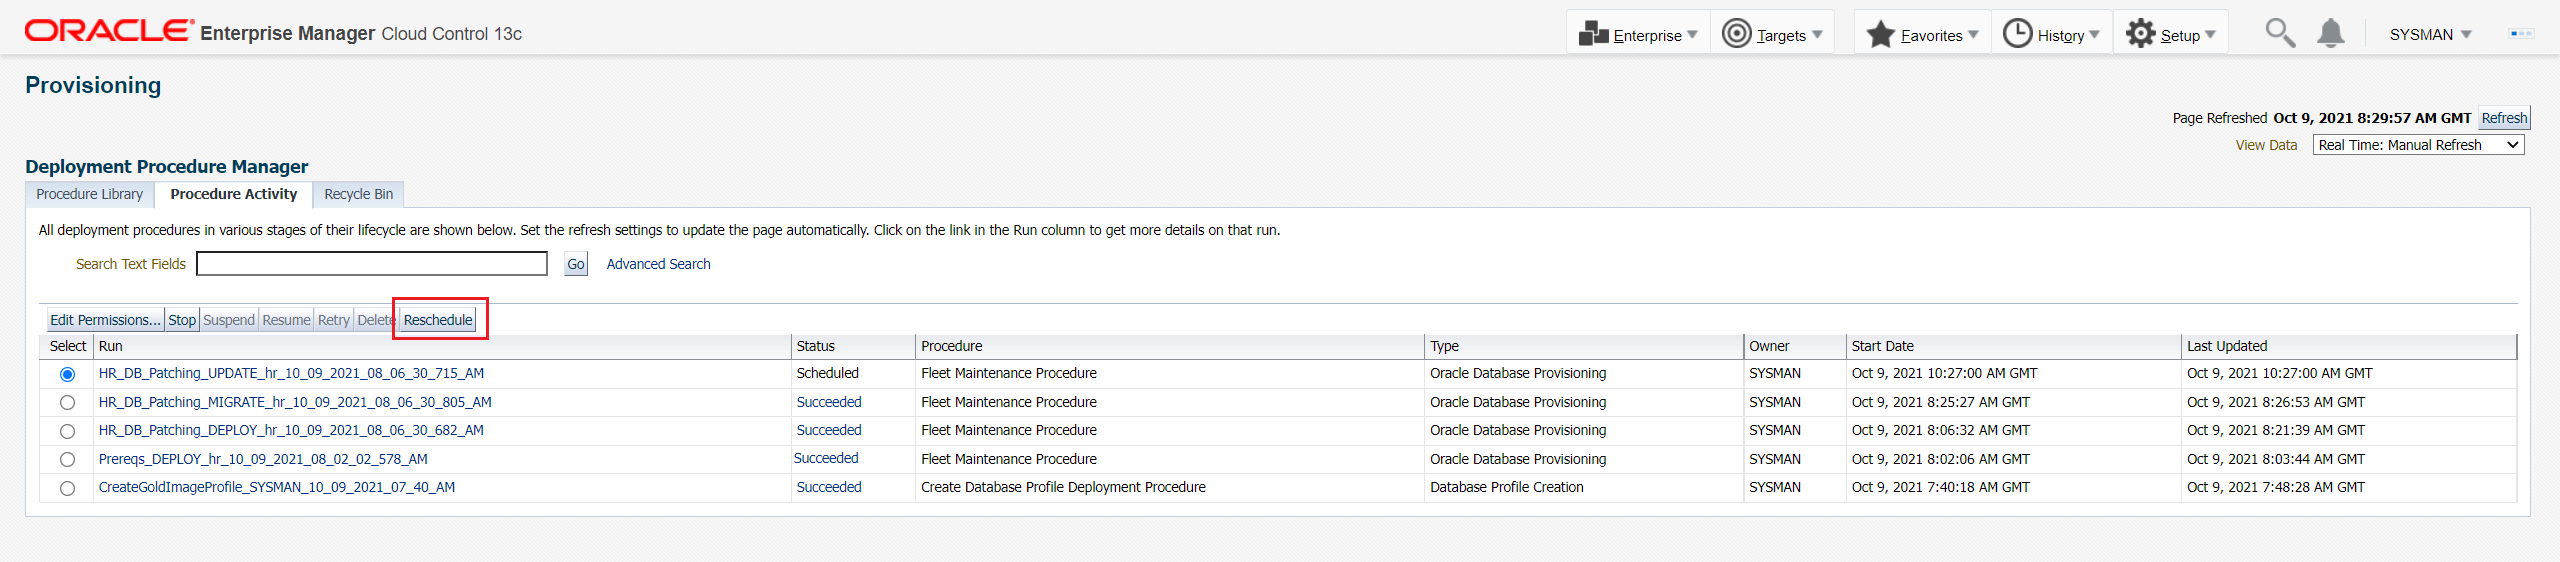 ORACLE Enterprise Manager Cloud Control 13c Enterprise Targets Favorites History Setup SYSMAN
Provisioning
Page Refreshed Oct 9, 2021 8:29:57 AM GMT Refresh
View Data Real Time: Manual Refresh
Deployment Procedure Manager
Procedure Library Procedure Activity Recycle Bin
All deployment procedures in various stages of their lifecycle are shown below. Set the refresh settings to update the page automatically. Click on the link in the Run column to get more details on that run.
Search Text Fields Go Advanced Search
Edit Permissions... Stop Suspend Resume Retry Delete Reschedule
Select Run Status Procedure Type Owner Start Date Last Updated
HR_DB_Patching_UPDATE_hr_10_09_2021_08_06_30_715_AM Scheduled Fleet Maintenance Procedure Oracle Database Provisioning SYSMAN Oct 9, 2021 10:27:00 AM GMT Oct 9, 2021 10:27:00 AM GMT
HR_DB_Patching_MIGRATE_hr_10_09_2021_08_06_30_805_AM Succeeded Fleet Maintenance Procedure Oracle Database Provisioning SYSMAN Oct 9, 2021 8:25:27 AM GMT Oct 9, 2021 8:26:53 AM GMT
HR_DB_Patching_DEPLOY_hr_10_09_2021_08_06_30_682_AM Succeeded Fleet Maintenance Procedure Oracle Database Provisioning SYSMAN Oct 9, 2021 8:06:32 AM GMT Oct 9, 2021 8:21:39 AM GMT
Prereqs_DEPLOY_hr_10_09_2021_08_02_02_578_AM Succeeded Fleet Maintenance Procedure Oracle Database Provisioning SYSMAN Oct 9, 2021 8:02:06 AM GMT Oct 9, 2021 8:03:44 AM GMT
CreateGoldImageProfile_SYSMAN_10_09_2021_07_40_AM Succeeded Create Database Profile Deployment Procedure Database Profile Creation SYSMAN Oct 9, 2021 7:40:18 AM GMT Oct 9, 2021 7:48:28 AM GMT